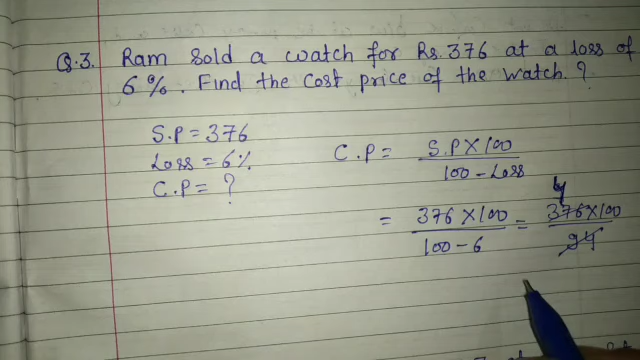 Q.3. Ram sold a watch for Rs. 376 at a loss of
6%. Find the cost price of the watch.?
S.P = 376
Loss = 6%
C.P = ?
C.P = S.P X 100 / 100 - Loss
= 376 X 100 / 100 - 6 = 376 X 100 / 94
4